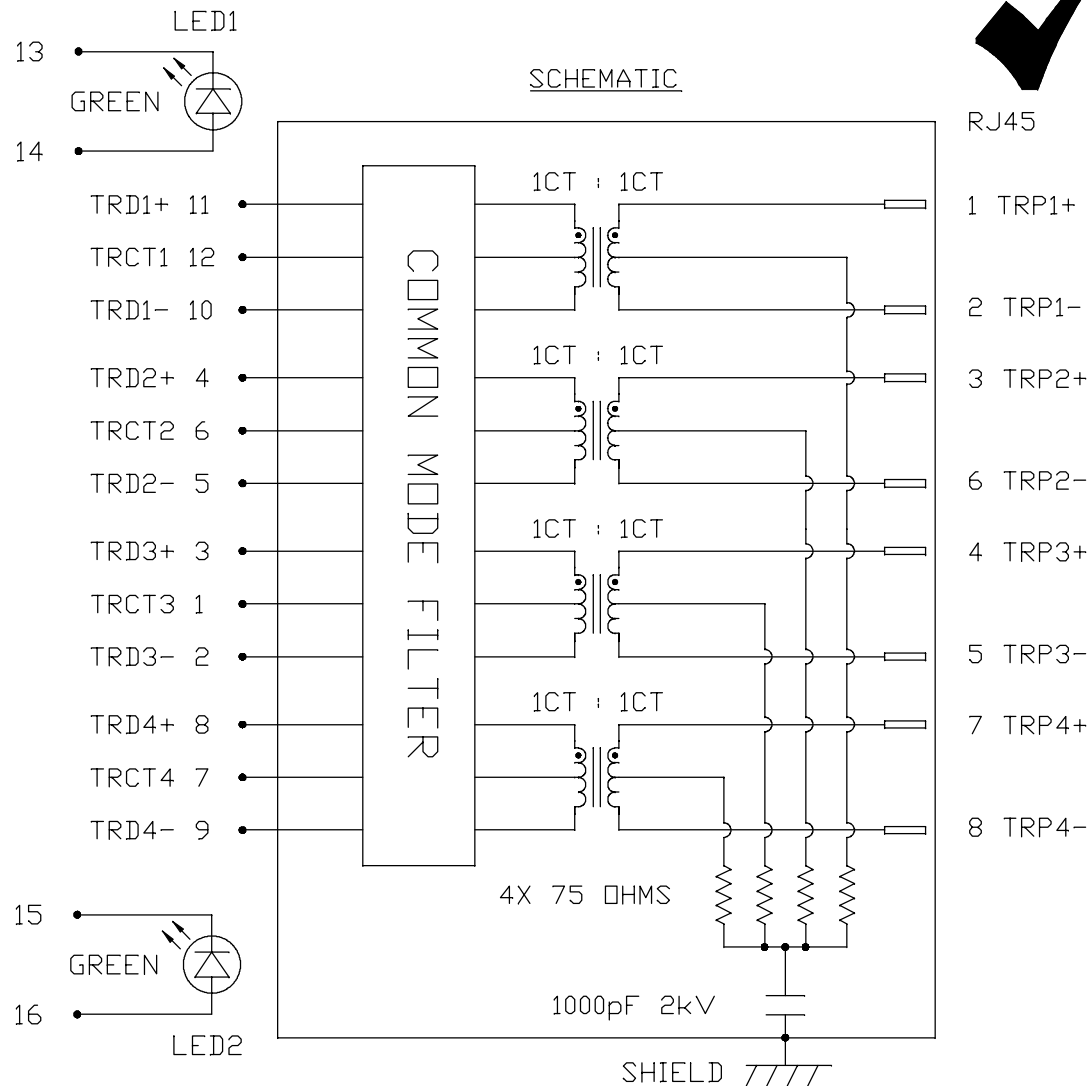 LED1
13
GREEN
14
SCHEMATIC
RJ45
1CT : 1CT
TRD1+ 11
1 TRP1+
TRCT1 12
TRD1- 10
2 TRP1-
1CT : 1CT
TRD2+ 4
3 TRP2+
TRCT2 6
TRD2- 5
6 TRP2-
1CT : 1CT
TRD3+ 3
4 TRP3+
TRCT3 1
TRD3- 2
5 TRP3-
1CT : 1CT
TRD4+ 8
7 TRP4+
TRCT4 7
TRD4- 9
8 TRP4-
COMMON MODE FILTER
4X 75 OHMS
15
GREEN
16
LED2
1000pF 2kV
SHIELD